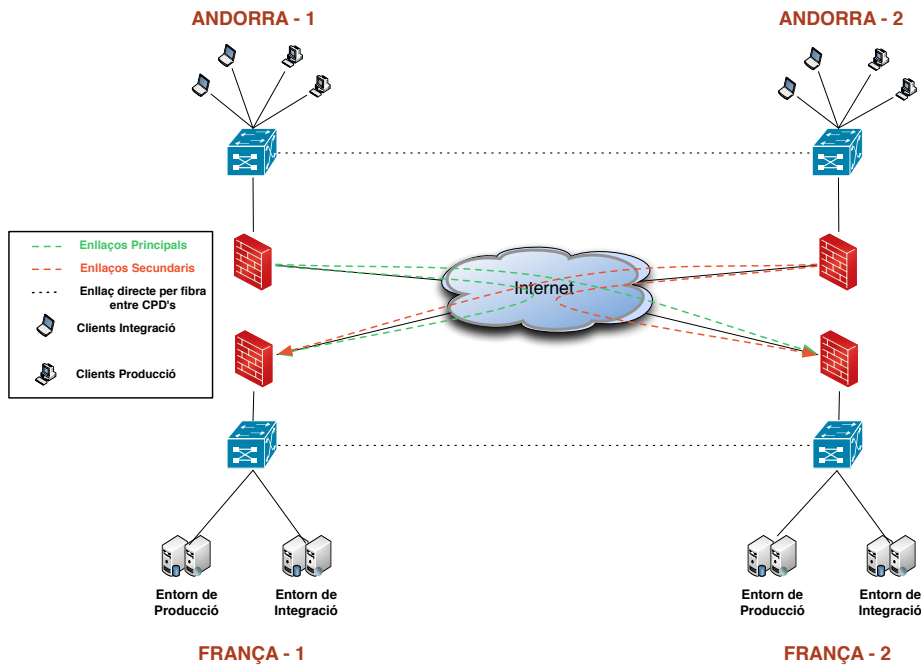 ANDORRA - 1
ANDORRA - 2
Enllaços Principals
Enllaços Secundaris
Enllaç directe per fibra
entre CPD's
Clients Integració
Clients Producció
Internet
Entorn de
Producció
Entorn de
Integració
Entorn de
Producció
Entorn de
Integració
FRANÇA - 1
FRANÇA - 2